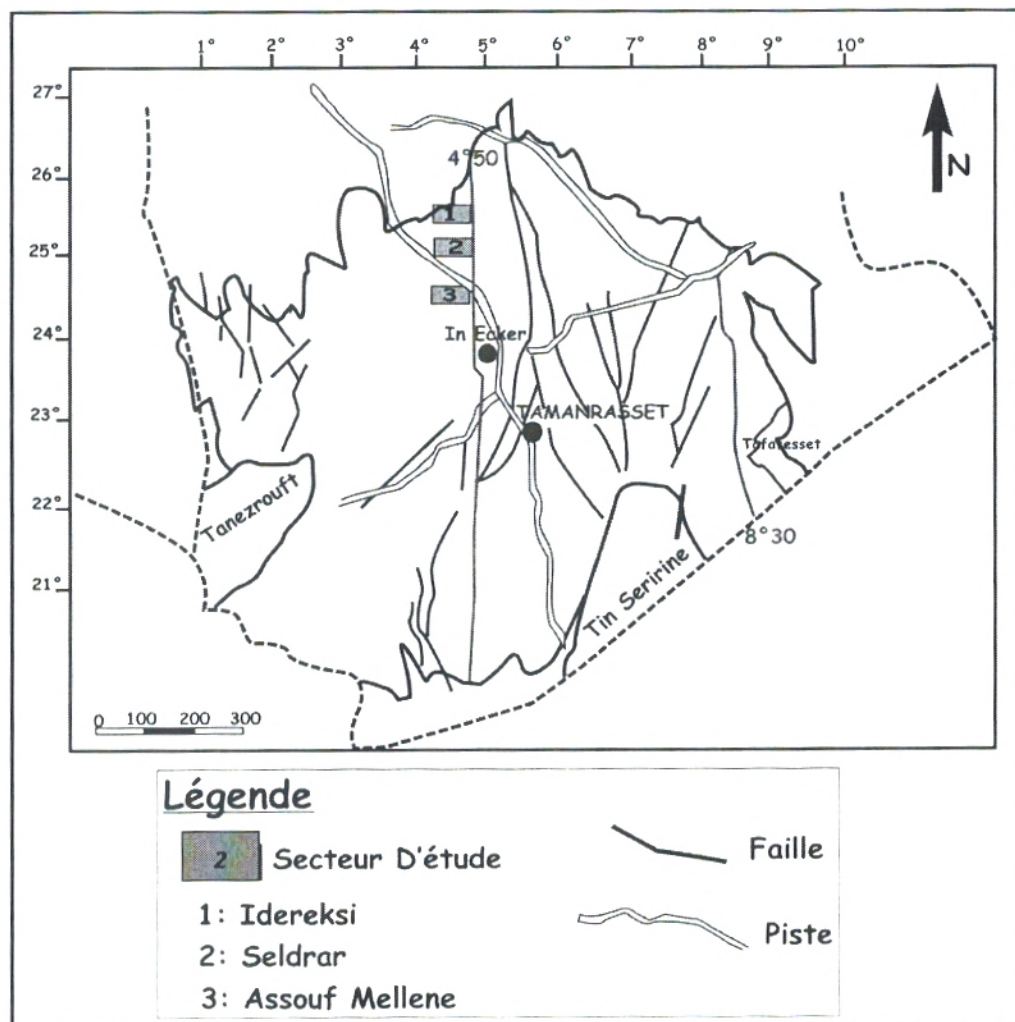 1° 2° 3° 4° 5° 6° 7° 8° 9° 10°
27°
26°
25°
24°
23°
22°
21°
N
4°50
1
2
3
In Ecker
TAMANRASSET
Tafasesset
Tanezrouft
8°30
Tin Seririne
0 100 200 300
Légende
2 Secteur D'étude
1: Idereksi
2: Seldrar
3: Assouf Mellene
Faille
Piste